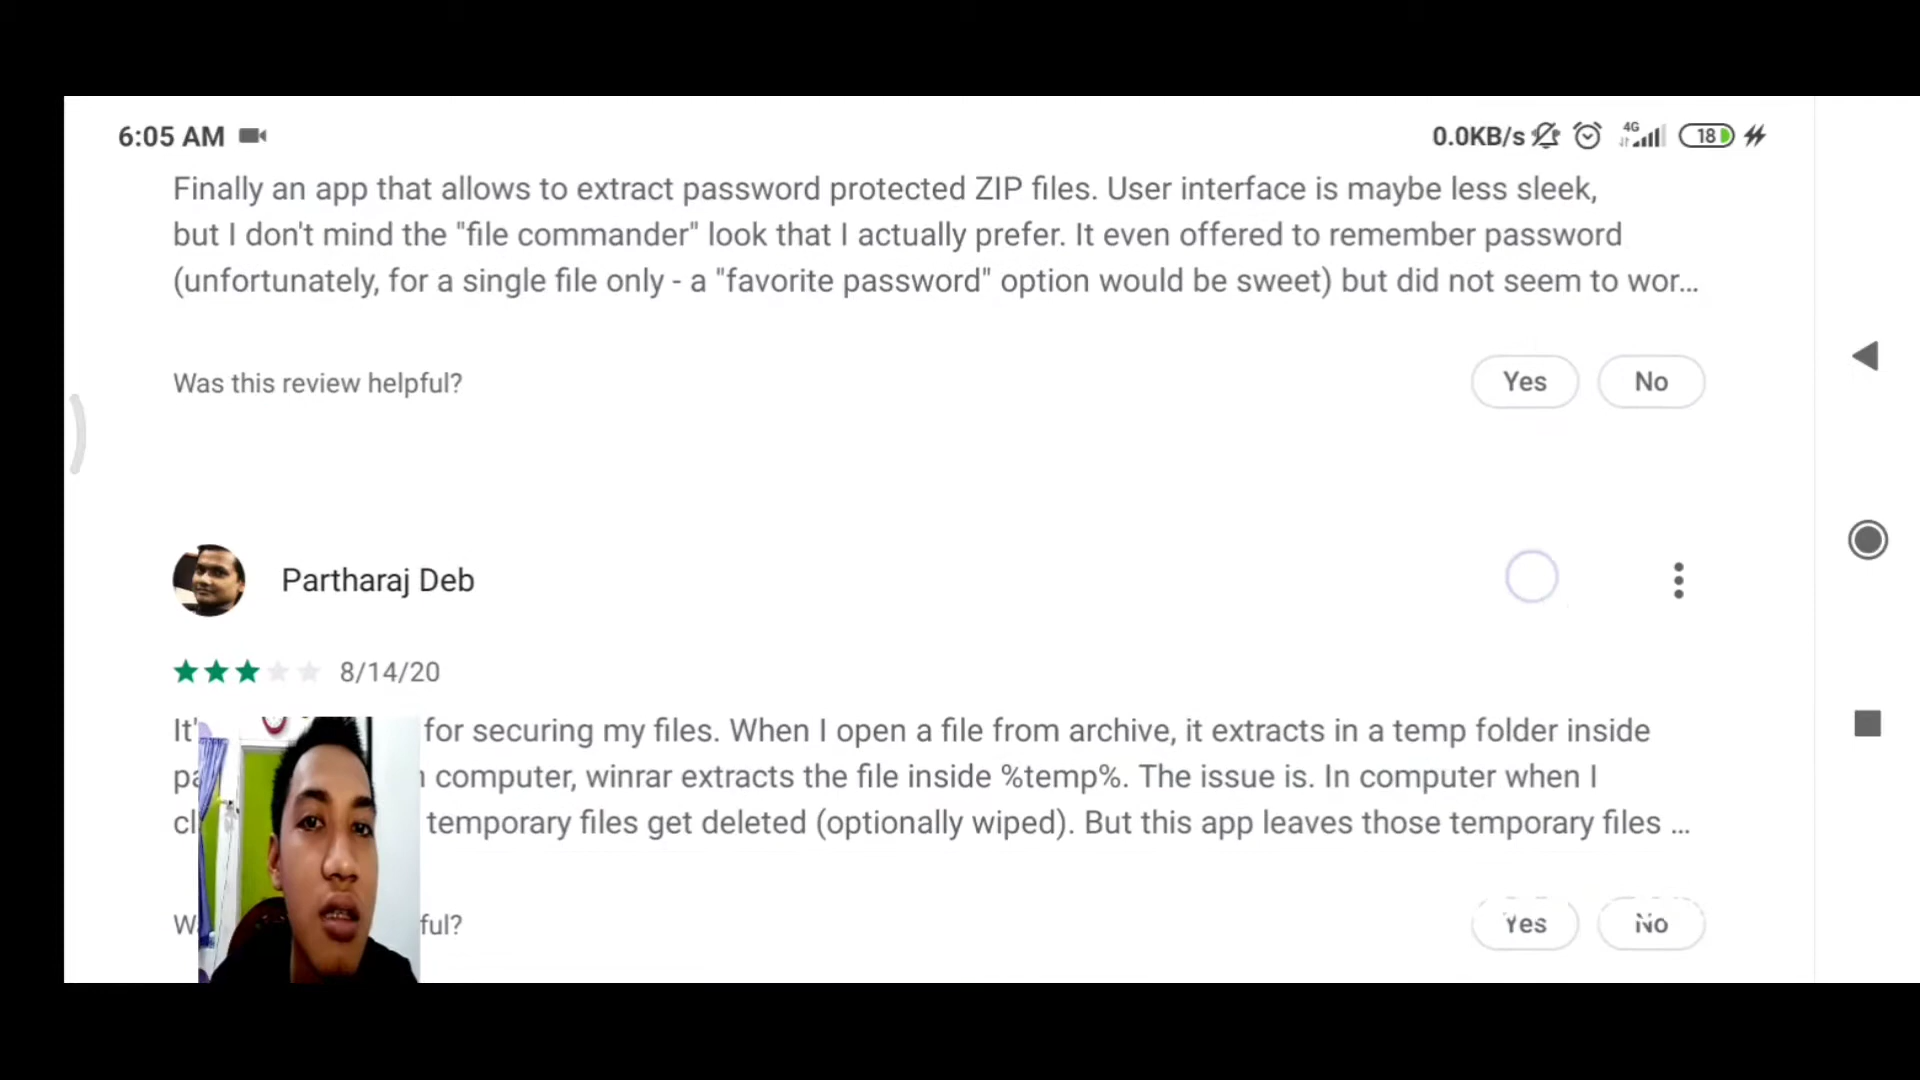 6:05 AM 0.0KB/s 4G 18
Finally an app that allows to extract password protected ZIP files. User interface is maybe less sleek,
but I don't mind the "file commander" look that I actually prefer. It even offered to remember password
(unfortunately, for a single file only - a "favorite password" option would be sweet) but did not seem to wor...
Was this review helpful? Yes No
Partharaj Deb
8/14/20
It' for securing my files. When I open a file from archive, it extracts in a temp folder inside
computer, winrar extracts the file inside %temp%. The issue is. In computer when I
temporary files get deleted (optionally wiped). But this app leaves those temporary files ...
Yes No